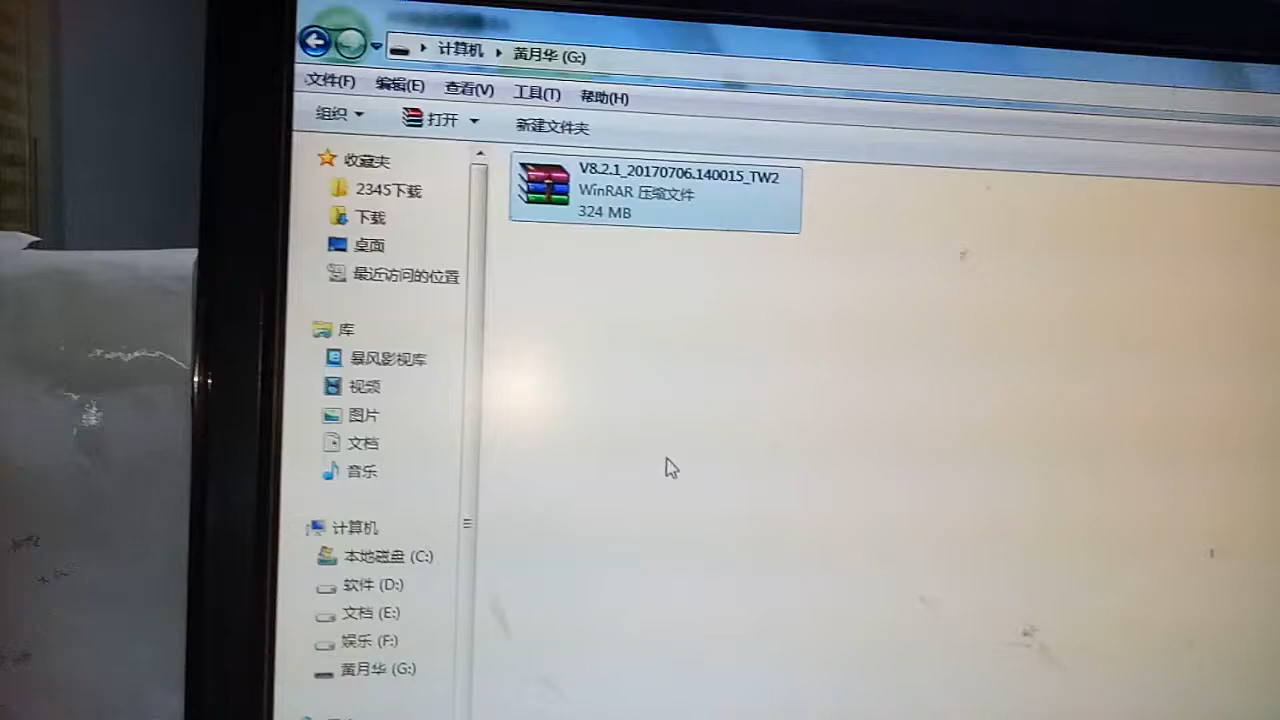 计算机 黄月华 (G:)
文件(F) 编辑(E) 查看(V) 工具(T) 帮助(H)
组织 打开 新建文件夹
收藏夹
2345下载
下载
桌面
最近访问的位置
库
暴风影视库
视频
图片
文档
音乐
计算机
本地磁盘 (C:)
软件 (D:)
文档 (E:)
娱乐 (F:)
黄月华 (G:)
V8.2.1_20170706.140015_TW2
WinRAR 压缩文件
324 MB